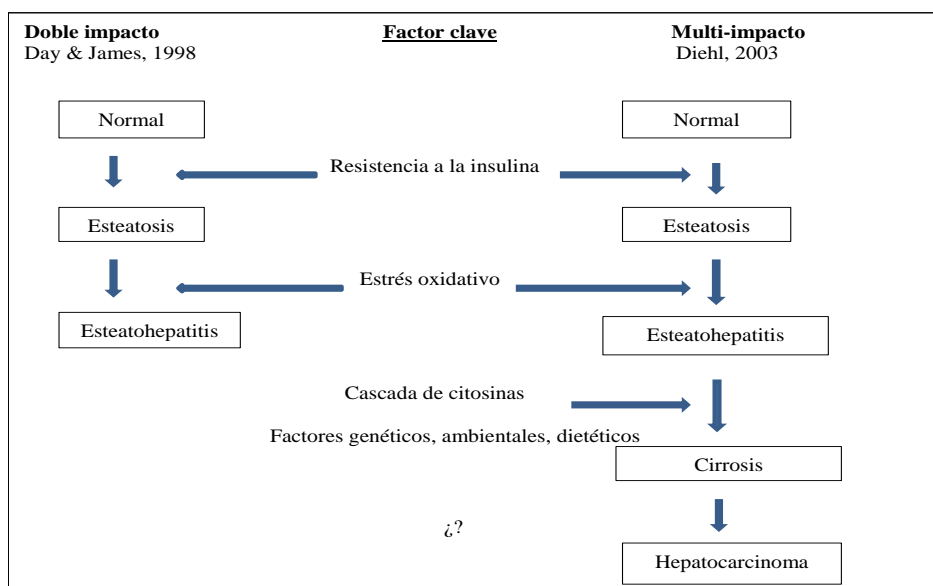 Doble impacto
Day & James, 1998
Factor clave
Multi-impacto
Diehl, 2003
Normal
Normal
Resistencia a la insulina
Esteatosis
Esteatosis
Estrés oxidativo
Esteatohepatitis
Esteatohepatitis
Cascada de citosinas
Factores genéticos, ambientales, dietéticos
Cirrosis
¿?
Hepatocarcinoma